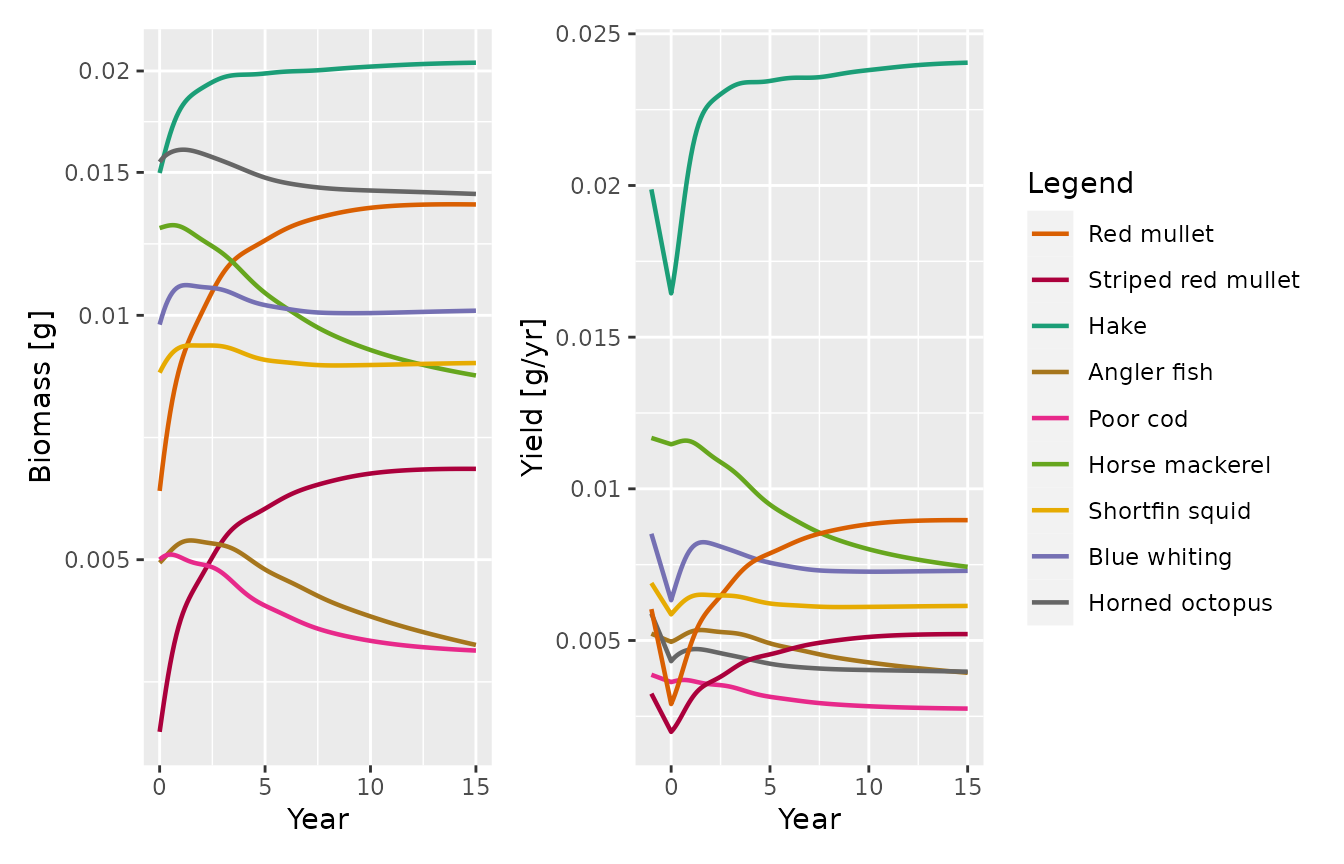 Biomass [g]
0.02
0.015
0.01
0.005
0
5
10
15
Year
Yield [g/yr]
0.025
0.02
0.015
0.01
0.005
0
5
10
15
Year
Legend
Red mullet
Striped red mullet
Hake
Angler fish
Poor cod
Horse mackerel
Shortfin squid
Blue whiting
Horned octopus